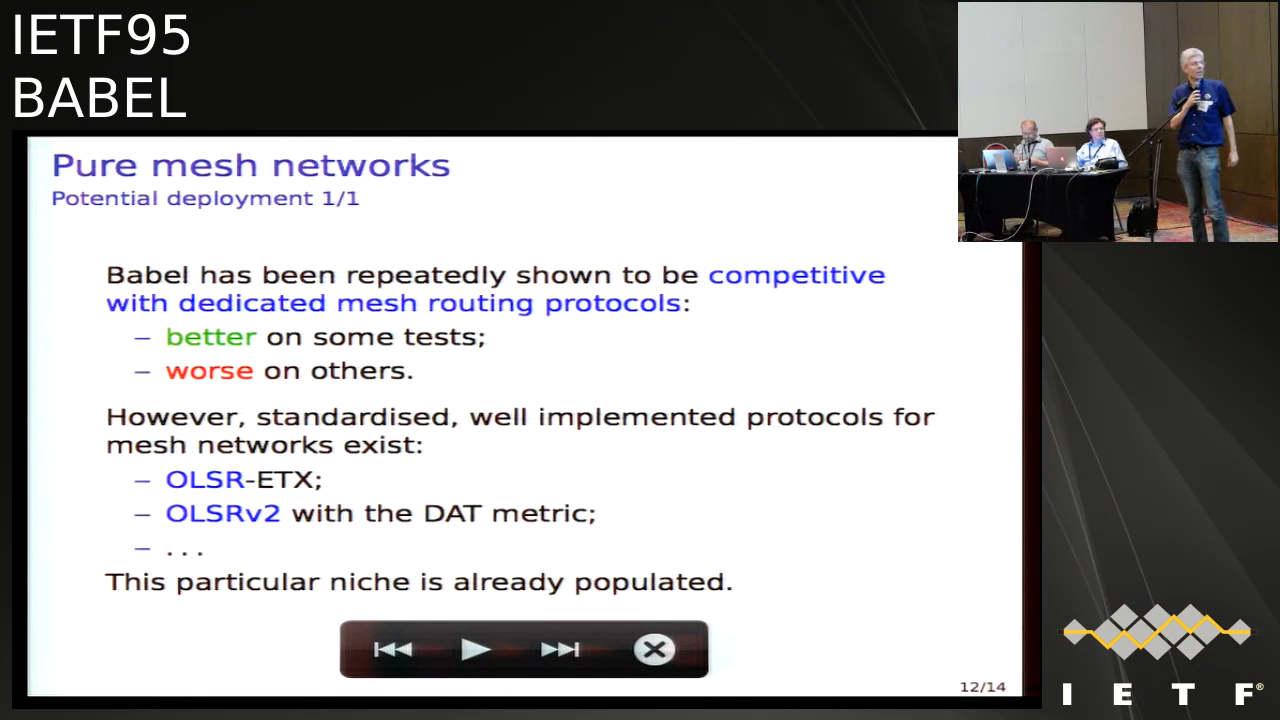 IETF95
BABEL
Pure mesh networks
Potential deployment 1/1
Babel has been repeatedly shown to be competitive
with dedicated mesh routing protocols:
– better on some tests;
– worse on others.
However, standardised, well implemented protocols for
mesh networks exist:
– OLSR-ETX;
– OLSRv2 with the DAT metric;
– . . .
This particular niche is already populated.
12/14
I E T F®